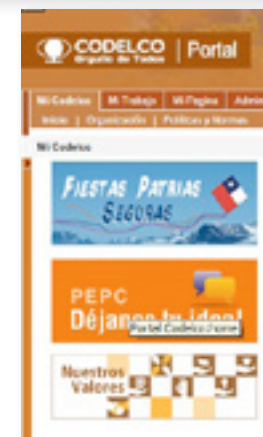 CODELCO | Portal
Orgullo de Todos
Mi Codelco Mi Trabajo Mi Pagina
Inicio | Organización | Políticas y Normas
Mi Codelco
FIESTAS PATRIAS
SEGURAS
PEPC
Déjanos tu idea!
Portal Codelco /home
Nuestros
Valores